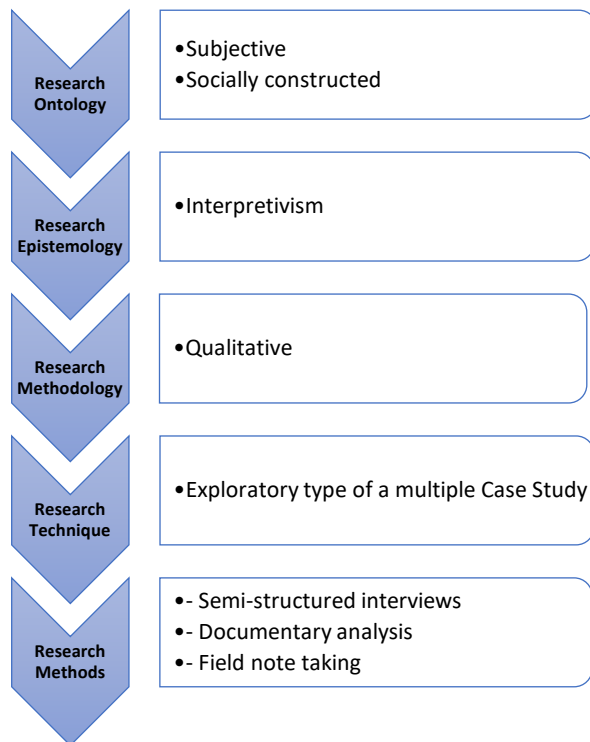 Research
Ontology
•Subjective
•Socially constructed
Research
Epistemology
•Interpretivism
Research
Methodology
•Qualitative
Research
Technique
•Exploratory type of a multiple Case Study
Research
Methods
•- Semi-structured interviews
•- Documentary analysis
•- Field note taking